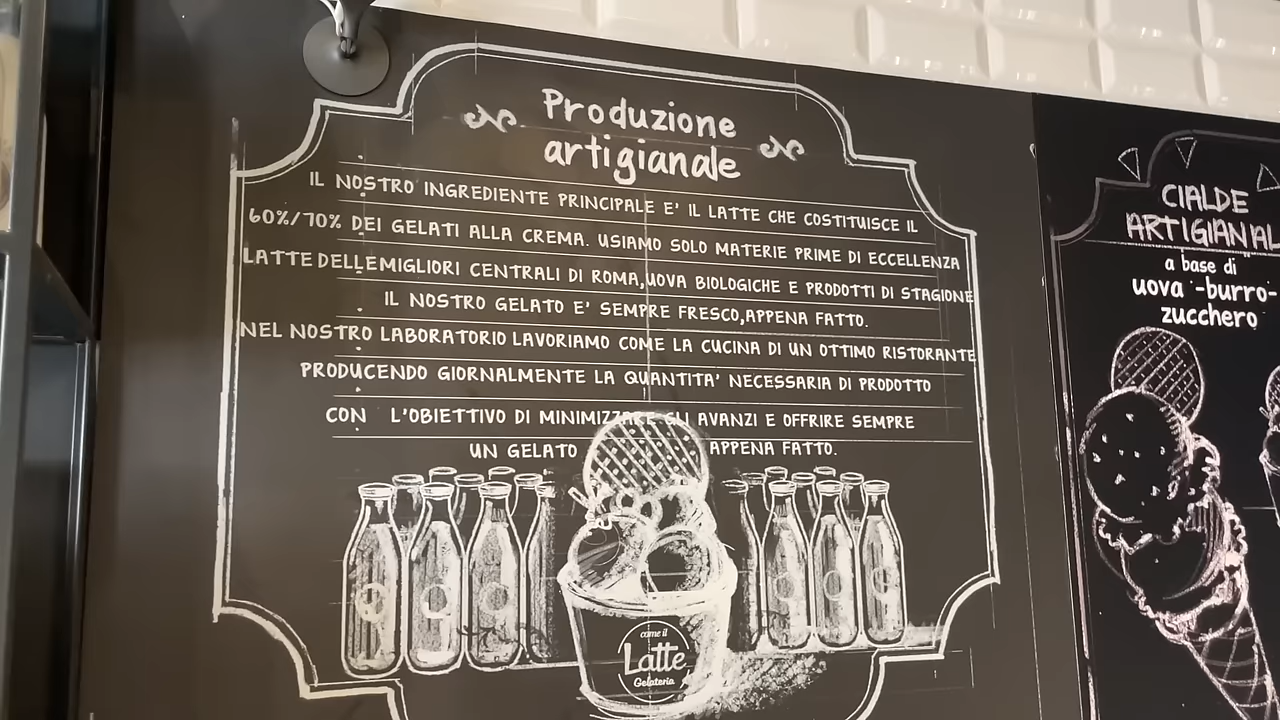 Produzione
artigianale
IL NOSTRO INGREDIENTE PRINCIPALE E' IL LATTE CHE COSTITUISCE IL
60%/70% DEI GELATI ALLA CREMA. USIAMO SOLO MATERIE PRIME DI ECCELLENZA
LATTE DELLE MIGLIORI CENTRALI DI ROMA, UOVA BIOLOGICHE E PRODOTTI DI STAGIONE
IL NOSTRO GELATO E' SEMPRE FRESCO, APPENA FATTO.
NEL NOSTRO LABORATORIO LAVORIAMO COME LA CUCINA DI UN OTTIMO RISTORANTE
PRODUCENDO GIORNALMENTE LA QUANTITA' NECESSARIA DI PRODOTTO
CON L'OBIETTIVO DI MINIMIZZARE GLI AVANZI E OFFRIRE SEMPRE
UN GELATO APPENA FATTO.
come il
Latte
Gelateria
CIALDE
ARTIGIANAL
a base di
uova -burro-
zucchero